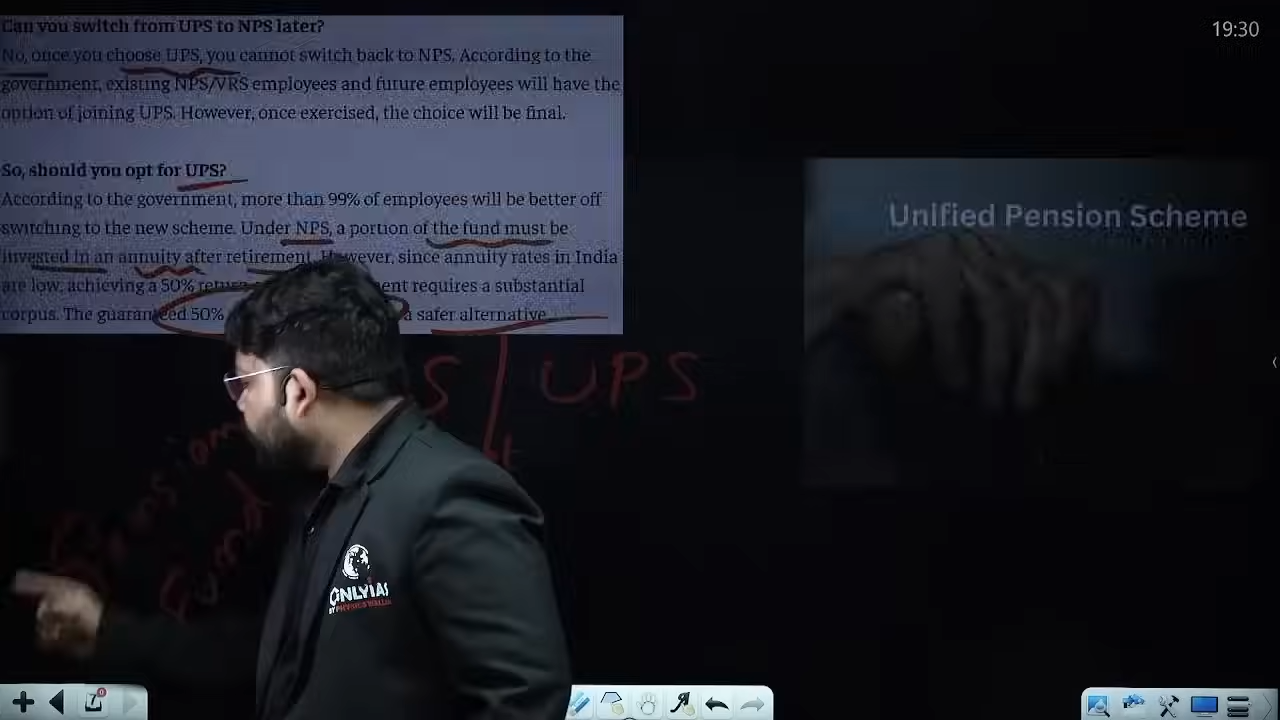 Can you switch from UPS to NPS later?
No, once you choose UPS, you cannot switch back to NPS. According to the
government, existing NPS/VRS employees and future employees will have the
option of joining UPS. However, once exercised, the choice will be final.
So, should you opt for UPS?
According to the government, more than 99% of employees will be better off
switching to the new scheme. Under NPS, a portion of the fund must be
invested in an annuity after retirement. However, since annuity rates in India
are low, achieving a 50% requires a substantial
corpus. The guaranteed 50% a safer alternative
19:30
Unified Pension Scheme
S | UPS
Pension
Fund
ONLYIAS
BY PHYSICS WALLAH